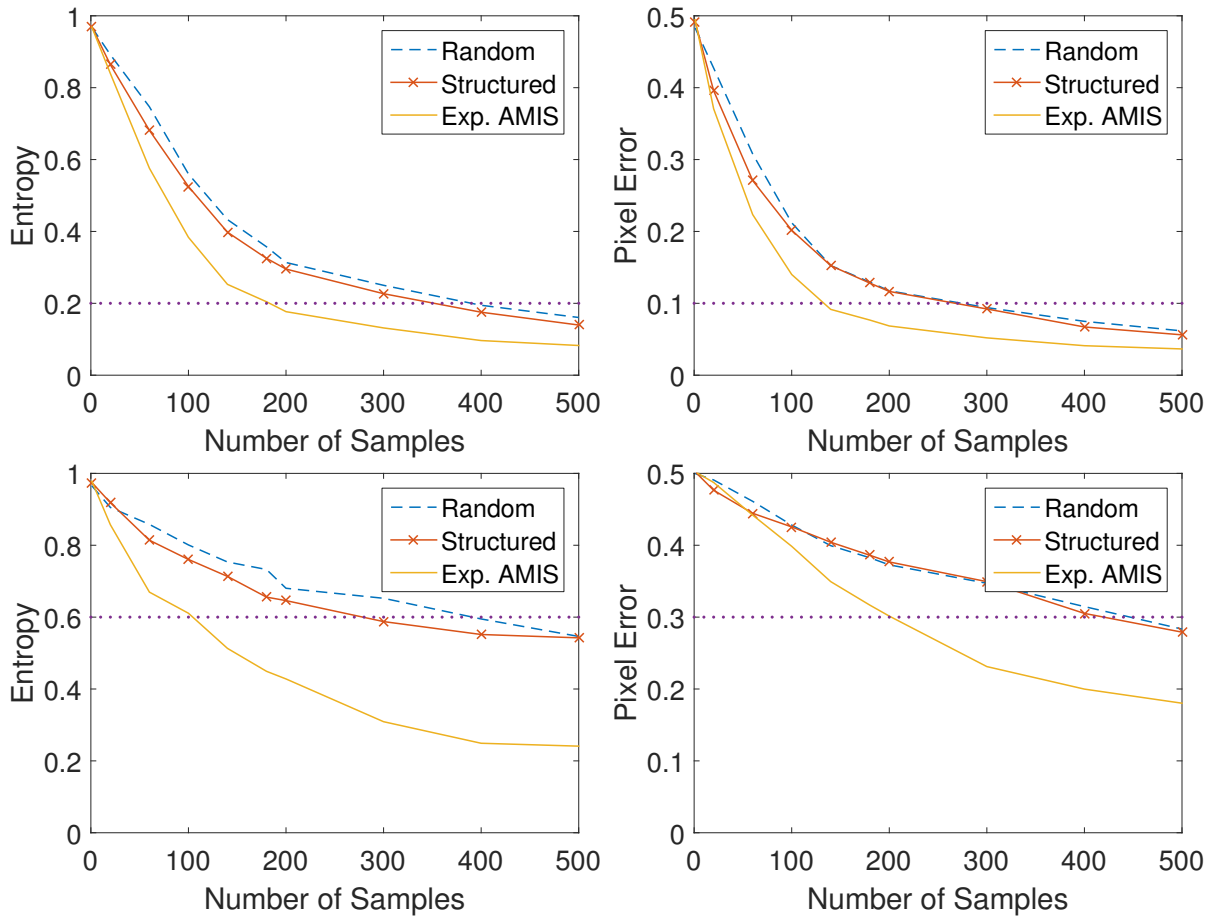 1
0.8
0.6
0.4
0.2
0
Entropy
0 100 200 300 400 500
Number of Samples
Random
Structured
Exp. AMIS
0.5
0.4
0.3
0.2
0.1
0
Pixel Error
0 100 200 300 400 500
Number of Samples
Random
Structured
Exp. AMIS
1
0.8
0.6
0.4
0.2
0
Entropy
0 100 200 300 400 500
Number of Samples
Random
Structured
Exp. AMIS
0.5
0.4
0.3
0.2
0.1
0
Pixel Error
0 100 200 300 400 500
Number of Samples
Random
Structured
Exp. AMIS